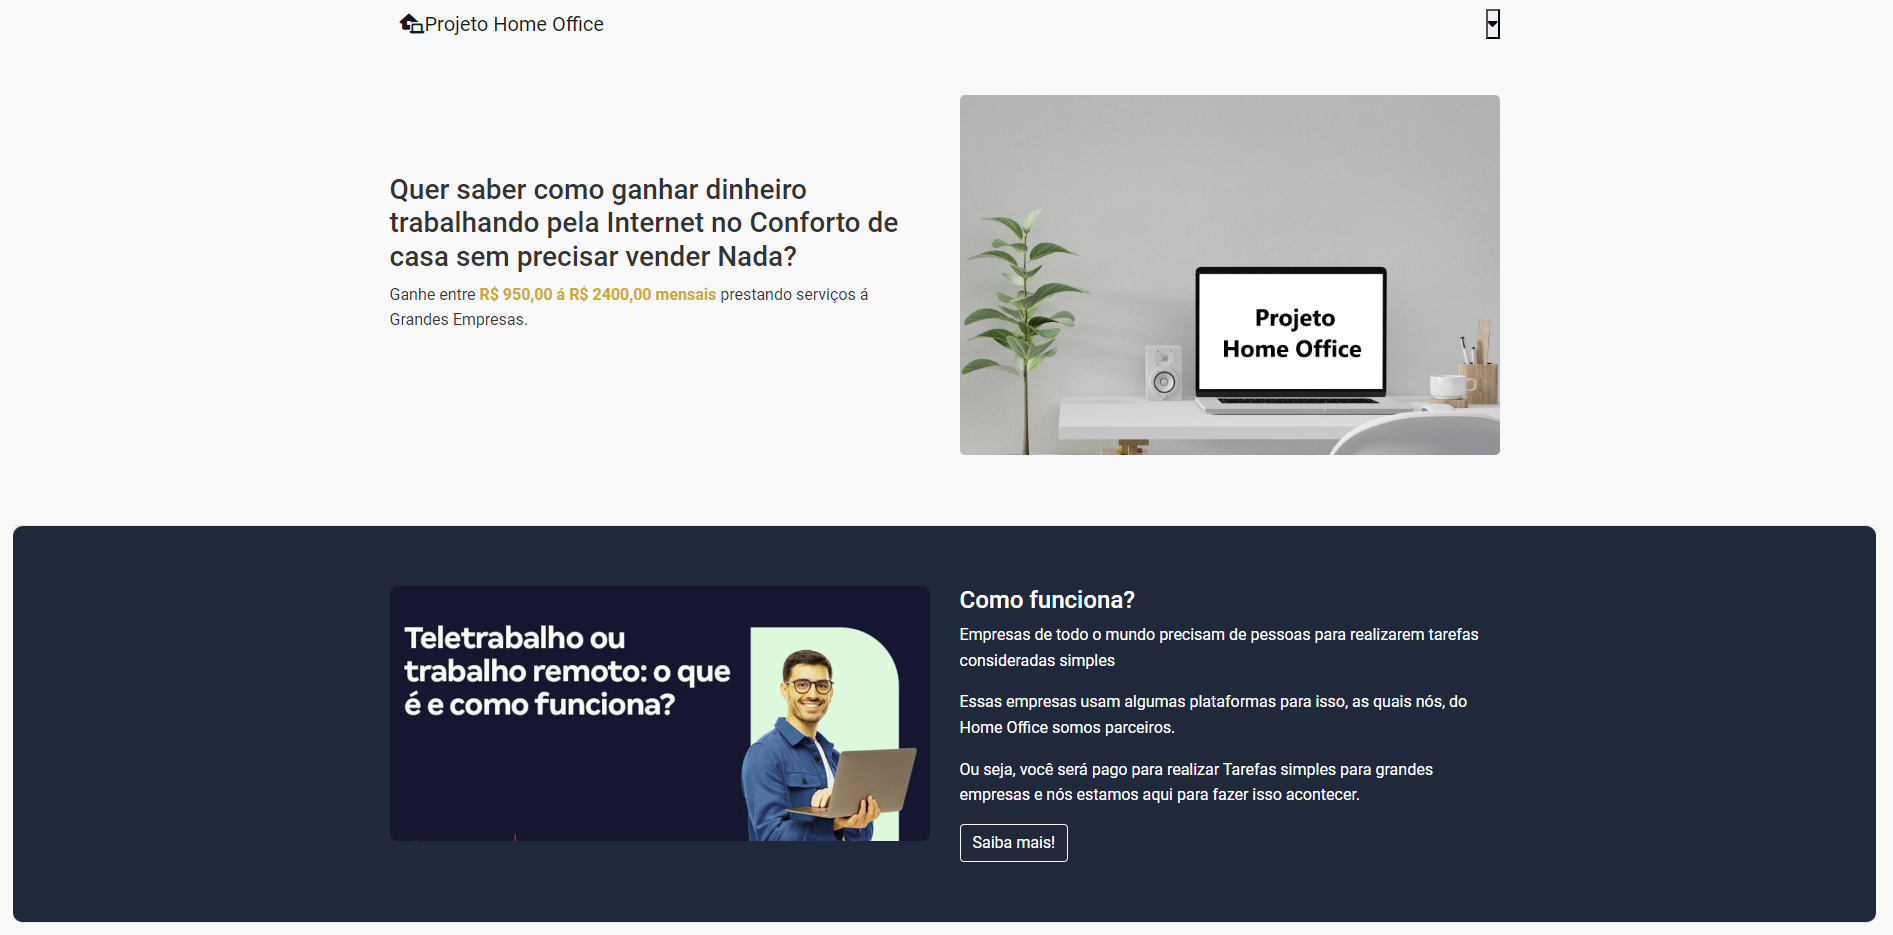 Projeto Home Office
Quer saber como ganhar dinheiro
trabalhando pela Internet no Conforto de
casa sem precisar vender Nada?
Ganhe entre R$ 950,00 á R$ 2400,00 mensais prestando serviços á
Grandes Empresas.
Projeto
Home Office
Teletrabalho ou
trabalho remoto: o que
é e como funciona?
Como funciona?
Empresas de todo o mundo precisam de pessoas para realizarem tarefas
consideradas simples
Essas empresas usam algumas plataformas para isso, as quais nós, do
Home Office somos parceiros.
Ou seja, você será pago para realizar Tarefas simples para grandes
empresas e nós estamos aqui para fazer isso acontecer.
Saiba mais!